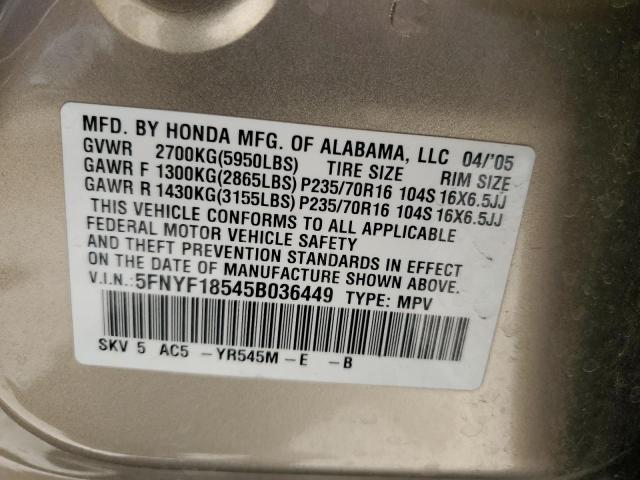 MFD. BY HONDA MFG. OF ALABAMA, LLC 04/'05
GVWR 2700KG(5950LBS) TIRE SIZE RIM SIZE
GAWR F 1300KG(2865LBS) P235/70R16 104S 16X6.5JJ
GAWR R 1430KG(3155LBS) P235/70R16 104S 16X6.5JJ
THIS VEHICLE CONFORMS TO ALL APPLICABLE
FEDERAL MOTOR VEHICLE SAFETY
AND THEFT PREVENTION STANDARDS IN EFFECT
ON THE DATE OF MANUFACTURE SHOWN ABOVE.
V.I.N.:5FNYF18545B036449 TYPE: MPV
SKV 5 AC5 -YR545M-E -B